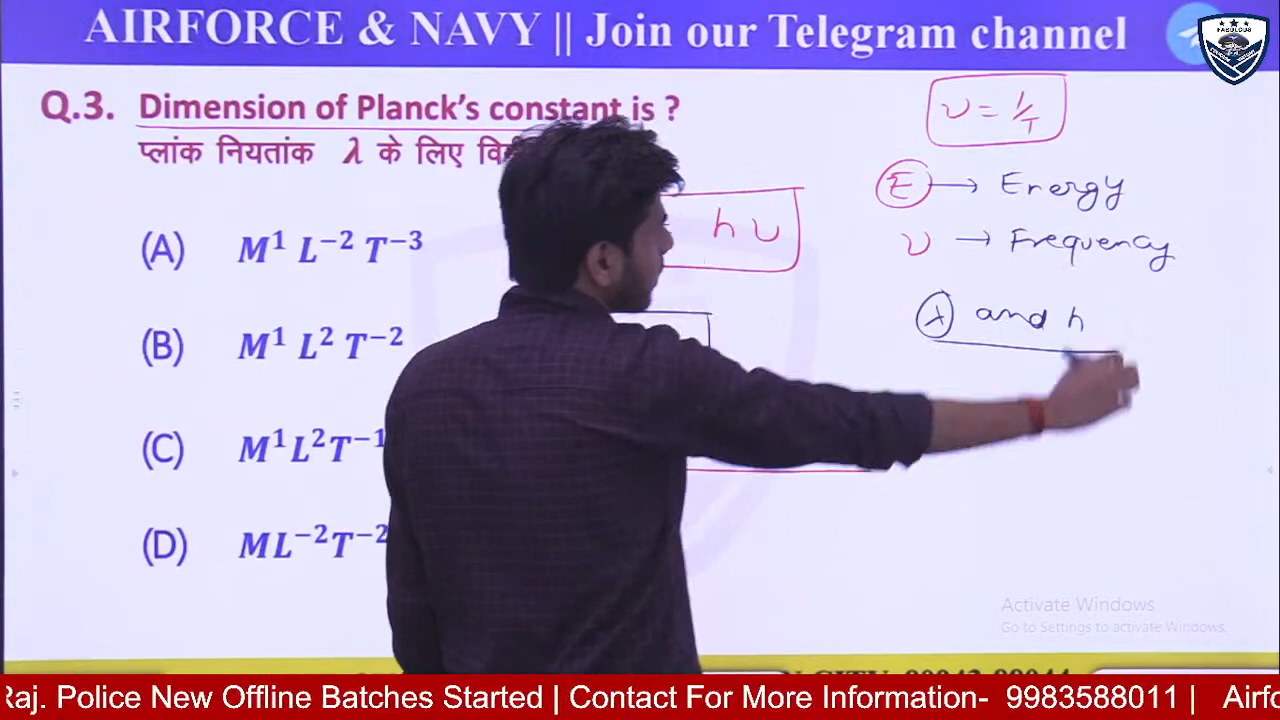 AIRFORCE & NAVY || Join our Telegram channel
FABULOUS
Q.3. Dimension of Planck's constant is ?
प्लांक नियतांक λ के लिए
(A) M¹ L⁻² T⁻³
(B) M¹ L² T⁻²
(C) M¹L²T⁻¹
(D) ML⁻²T⁻²
h υ
υ = 1/T
E → Energy
υ → Frequency
λ and h
Activate Windows
Go to Settings to activate Windows.
Raj. Police New Offline Batches Started | Contact For More Information- 9983588011 |